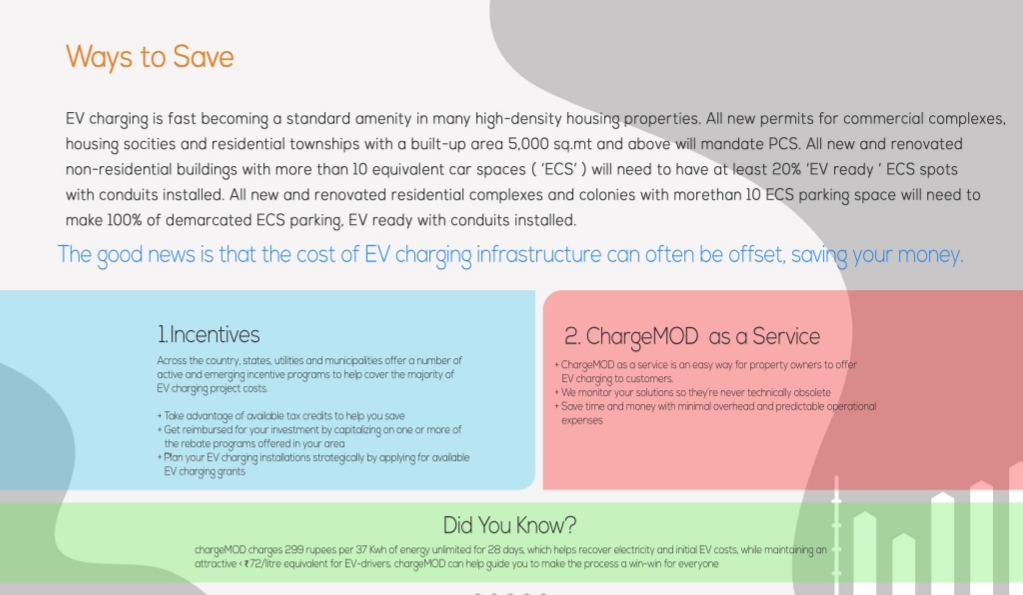 Ways to Save
EV charging is fast becoming a standard amenity in many high-density housing properties. All new permits for commercial complexes,
housing socities and residential townships with a built-up area 5,000 sq.mt and above will mandate PCS. All new and renovated
non-residential buildings with more than 10 equivalent car spaces ( ‘ECS’ ) will need to have at least 20% ‘EV ready ’ ECS spots
with conduits installed. All new and renovated residential complexes and colonies with morethan 10 ECS parking space will need to
make 100% of demarcated ECS parking, EV ready with conduits installed.
The good news is that the cost of EV charging infrastructure can often be offset, saving your money.
1.Incentives
Across the country, states, utilities and municipalities offer a number of
active and emerging incentive programs to help cover the majority of
EV charging project costs.
+ Take advantage of available tax credits to help you save
+ Get reimbursed for your investment by capitalizing on one or more of
the rebate programs offered in your area
+ Plan your EV charging installations strategically by applying for available
EV charging grants
2. ChargeMOD as a Service
+ ChargeMOD as a service is an easy way for property owners to offer
EV charging to customers.
+ We monitor your solutions so they're never technically obsolete
+ Save time and money with minimal overhead and predictable operational
expenses
Did You Know?
chargeMOD charges 299 rupees per 37 Kwh of energy unlimited for 28 days, which helps recover electricity and initial EV costs, while maintaining an
attractive < ₹72/litre equivalent for EV-drivers. chargeMOD can help guide you to make the process a win-win for everyone